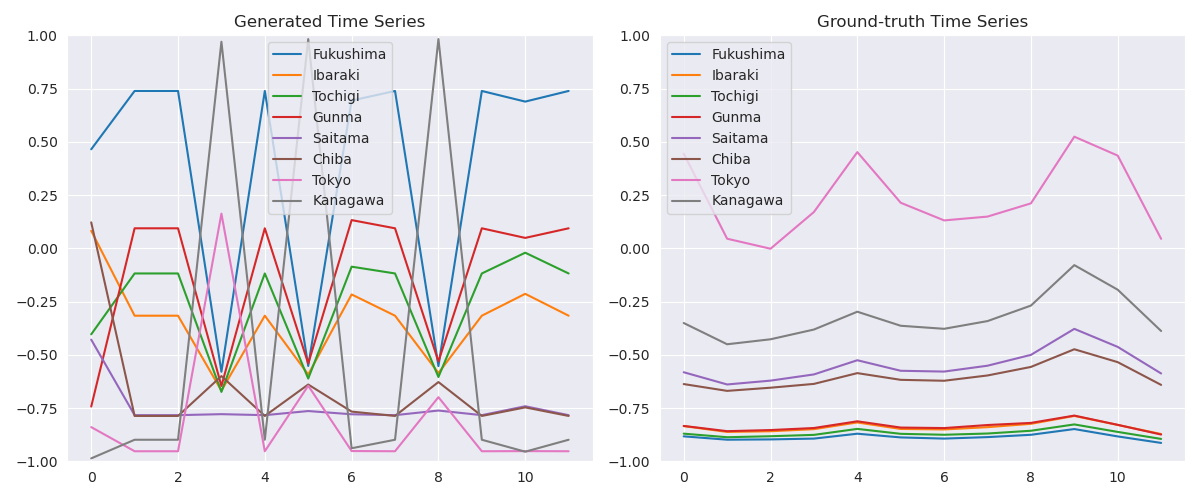 Generated Time Series
1.00
0.75
0.50
0.25
0.00
−0.25
−0.50
−0.75
−1.00
0
2
4
6
8
10
Fukushima
Ibaraki
Tochigi
Gunma
Saitama
Chiba
Tokyo
Kanagawa
Ground-truth Time Series
1.00
0.75
0.50
0.25
0.00
−0.25
−0.50
−0.75
−1.00
0
2
4
6
8
10
Fukushima
Ibaraki
Tochigi
Gunma
Saitama
Chiba
Tokyo
Kanagawa